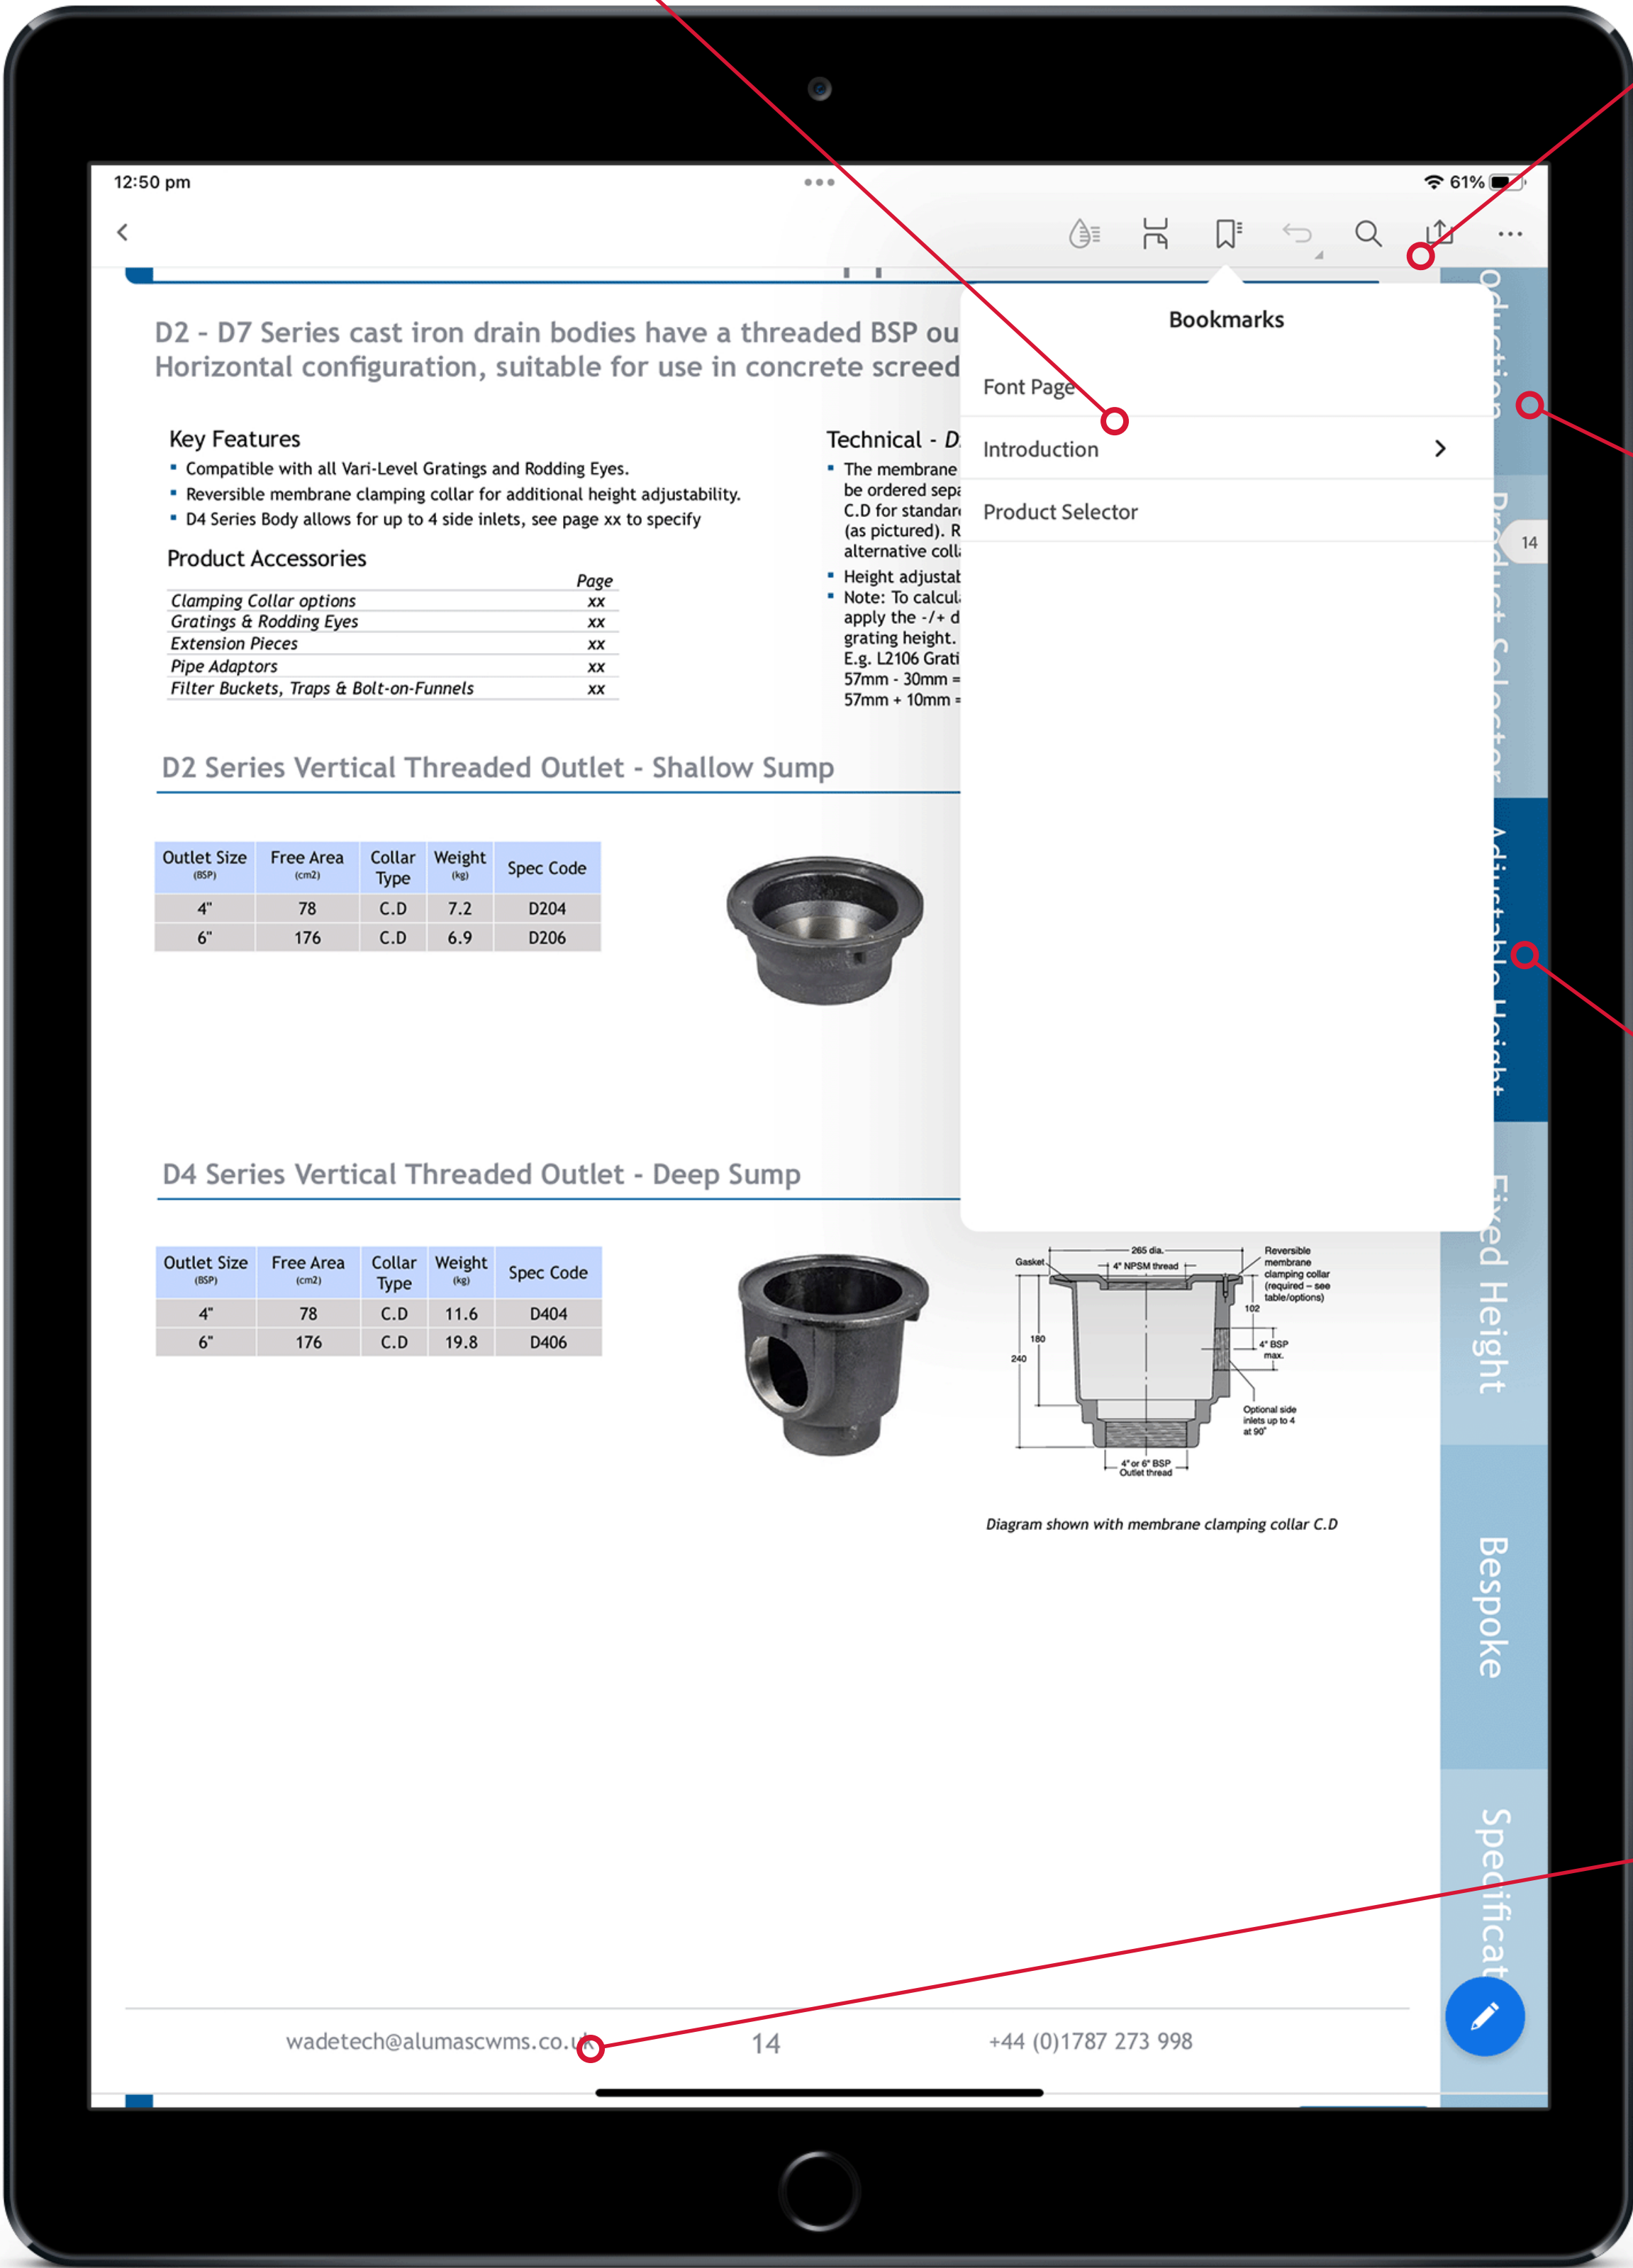 12:50 pm
61%
D2 – D7 Series cast iron drain bodies have a threaded BSP
Horizontal configuration, suitable for use in concrete screed
Key Features
▪ Compatible with all Vari-Level Gratings and Rodding Eyes.
▪ Reversible membrane clamping collar for additional height adjustability.
▪ D4 Series Body allows for up to 4 side inlets, see page xx to specify
Product Accessories
Page
Clamping Collar options xx
Gratings & Rodding Eyes xx
Extension Pieces xx
Pipe Adaptors xx
Filter Buckets, Traps & Bolt-on-Funnels xx
Technical -
▪ The membrane
be ordered
C.D for
(as pictured).
alternative
▪ Height
▪ Note: To
apply the -/+
grating height.
E.g. L2106
57mm - 30mm =
57mm + 10mm =
Bookmarks
Font Page
Introduction
Product Selector
D2 Series Vertical Threaded Outlet - Shallow Sump
Outlet Size (BSP) Free Area (cm2) Collar Type Weight (kg) Spec Code
4" 78 C.D 7.2 D204
6" 176 C.D 6.9 D206
D4 Series Vertical Threaded Outlet - Deep Sump
Outlet Size (BSP) Free Area (cm2) Collar Type Weight (kg) Spec Code
4" 78 C.D 11.6 D404
6" 176 C.D 19.8 D406
265 dia.
Gasket
4" NPSM thread
Reversible
membrane
clamping collar
(required – see
table/options)
102
180
240
4" BSP
max.
Optional side
inlets up to 4
at 90°
4" or 6" BSP
Outlet thread
Diagram shown with membrane clamping collar C.D
Product Selector
14
Adjustable Height
Fixed Height
Bespoke
wadetech@alumascwms.co.uk
14
+44 (0)1787 273 998